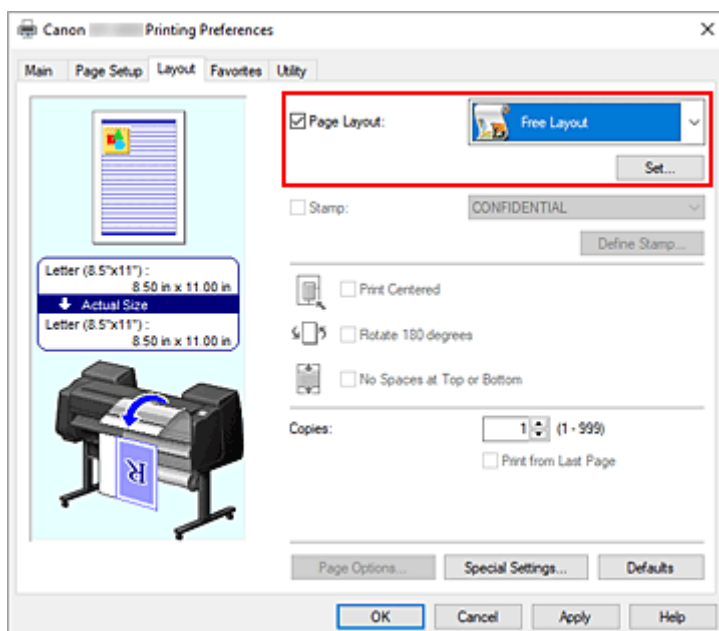 Canon Printing Preferences
Main Page Setup Layout Favorites Utility
Page Layout: Free Layout
Set...
Stamp: CONFIDENTIAL
Define Stamp...
Letter (8.5"x11") :
8.50 in x 11.00 in
Actual Size
Letter (8.5"x11") :
8.50 in x 11.00 in
Print Centered
Rotate 180 degrees
No Spaces at Top or Bottom
Copies: 1 (1 - 999)
Print from Last Page
R
Page Options... Special Settings... Defaults
OK Cancel Apply Help